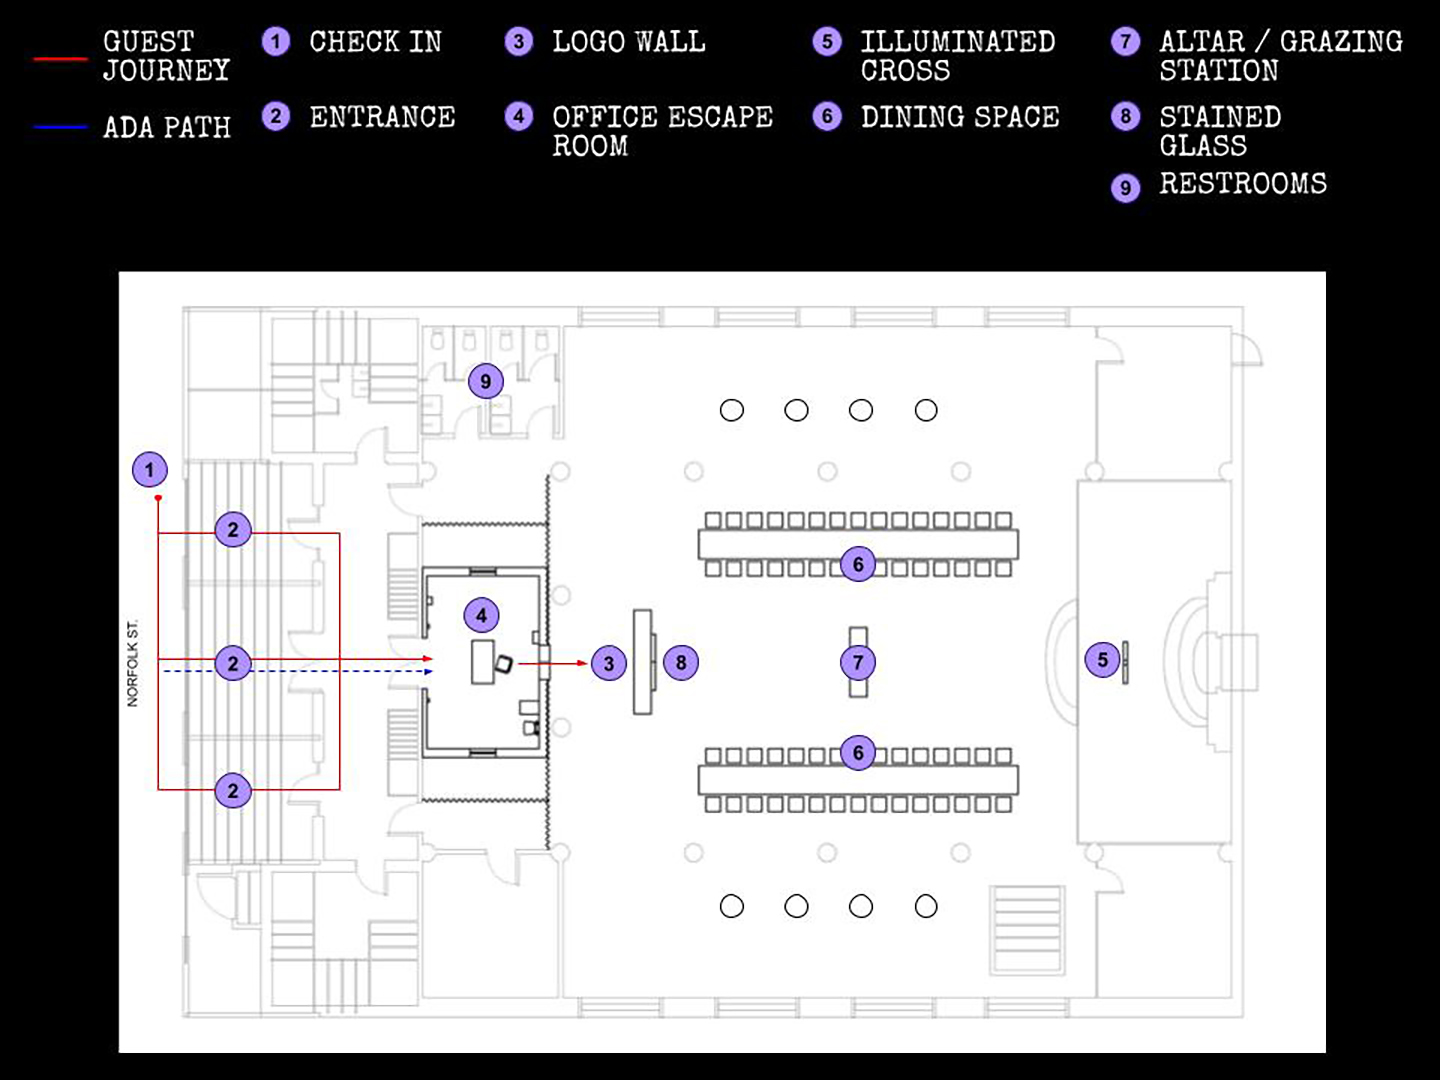 GUEST
JOURNEY
ADA PATH
1 CHECK IN
2 ENTRANCE
3 LOGO WALL
4 OFFICE ESCAPE
ROOM
5 ILLUMINATED
CROSS
6 DINING SPACE
7 ALTAR / GRAZING
STATION
8 STAINED
GLASS
9 RESTROOMS
9
1
2
6
4
NORFOLK ST.
2
3
8
7
5
6
2